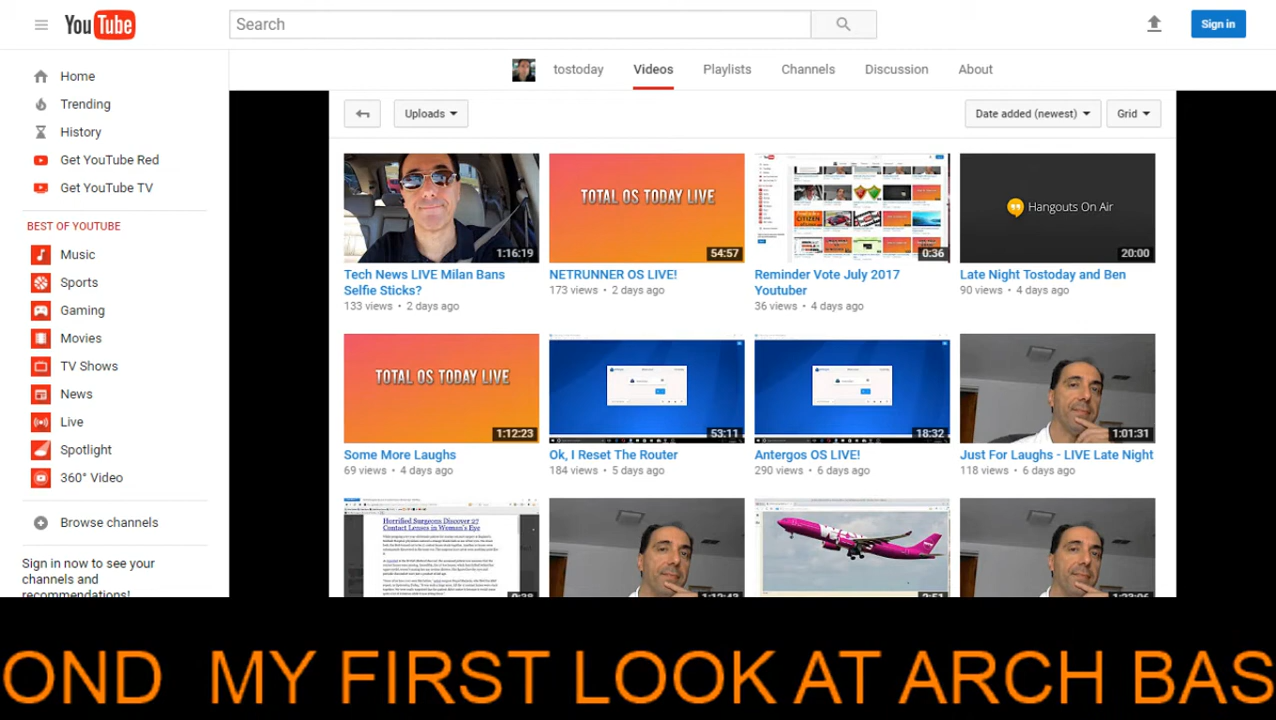 YouTube
Search
Sign in
tostoday
Videos
Playlists
Channels
Discussion
About
Home
Trending
History
Get YouTube Red
Get YouTube TV
BEST OF YOUTUBE
Music
Sports
Gaming
Movies
TV Shows
News
Live
Spotlight
360° Video
Browse channels
Sign in now to see your
channels and
recommendations!
Uploads
Date added (newest)
Grid
1:16:19
Tech News LIVE Milan Bans
Selfie Sticks?
133 views • 2 days ago
TOTAL OS TODAY LIVE
54:57
NETRUNNER OS LIVE!
173 views • 2 days ago
0:36
Reminder Vote July 2017
Youtuber
36 views • 4 days ago
Hangouts On Air
20:00
Late Night Tostoday and Ben
90 views • 4 days ago
TOTAL OS TODAY LIVE
1:12:23
Some More Laughs
69 views • 4 days ago
53:11
Ok, I Reset The Router
184 views • 5 days ago
18:32
Antergos OS LIVE!
290 views • 6 days ago
1:01:31
Just For Laughs - LIVE Late Night
118 views • 6 days ago
Horrified Surgeons Discover 27
Contact Lenses in Woman's Eye
OND MY FIRST LOOK AT ARCH BAS